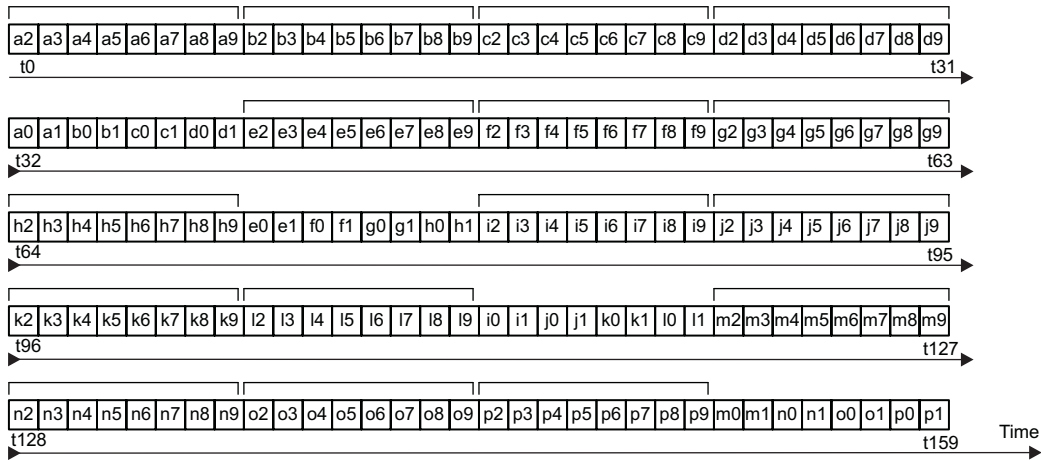 a2 a3 a4 a5 a6 a7 a8 a9 b2 b3 b4 b5 b6 b7 b8 b9 c2 c3 c4 c5 c6 c7 c8 c9 d2 d3 d4 d5 d6 d7 d8 d9
t0 t31
a0 a1 b0 b1 c0 c1 d0 d1 e2 e3 e4 e5 e6 e7 e8 e9 f2 f3 f4 f5 f6 f7 f8 f9 g2 g3 g4 g5 g6 g7 g8 g9
t32 t63
h2 h3 h4 h5 h6 h7 h8 h9 e0 e1 f0 f1 g0 g1 h0 h1 i2 i3 i4 i5 i6 i7 i8 i9 j2 j3 j4 j5 j6 j7 j8 j9
t64 t95
k2 k3 k4 k5 k6 k7 k8 k9 l2 l3 l4 l5 l6 l7 l8 l9 i0 i1 j0 j1 k0 k1 l0 l1 m2 m3 m4 m5 m6 m7 m8 m9
t96 t127
n2 n3 n4 n5 n6 n7 n8 n9 o2 o3 o4 o5 o6 o7 o8 o9 p2 p3 p4 p5 p6 p7 p8 p9 m0 m1 n0 n1 o0 o1 p0 p1
t128 t159 Time